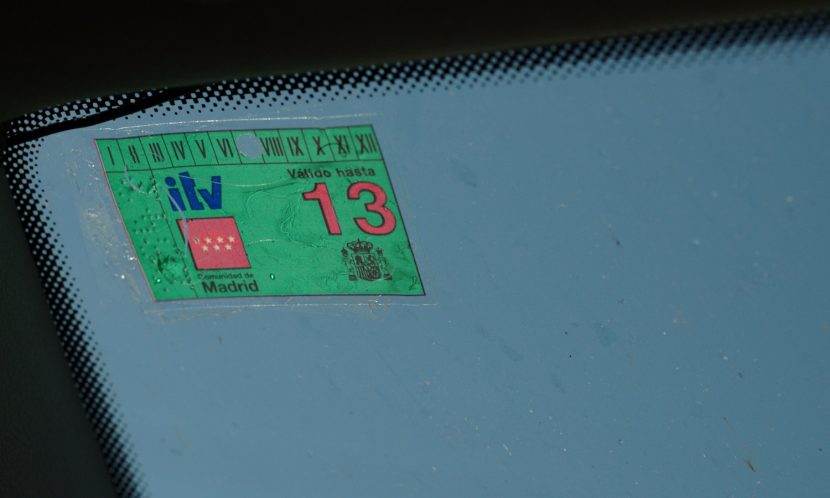 I II III IV V VI VIII IX X XI XII
Válido hasta
itv
13
Comunidad de
Madrid